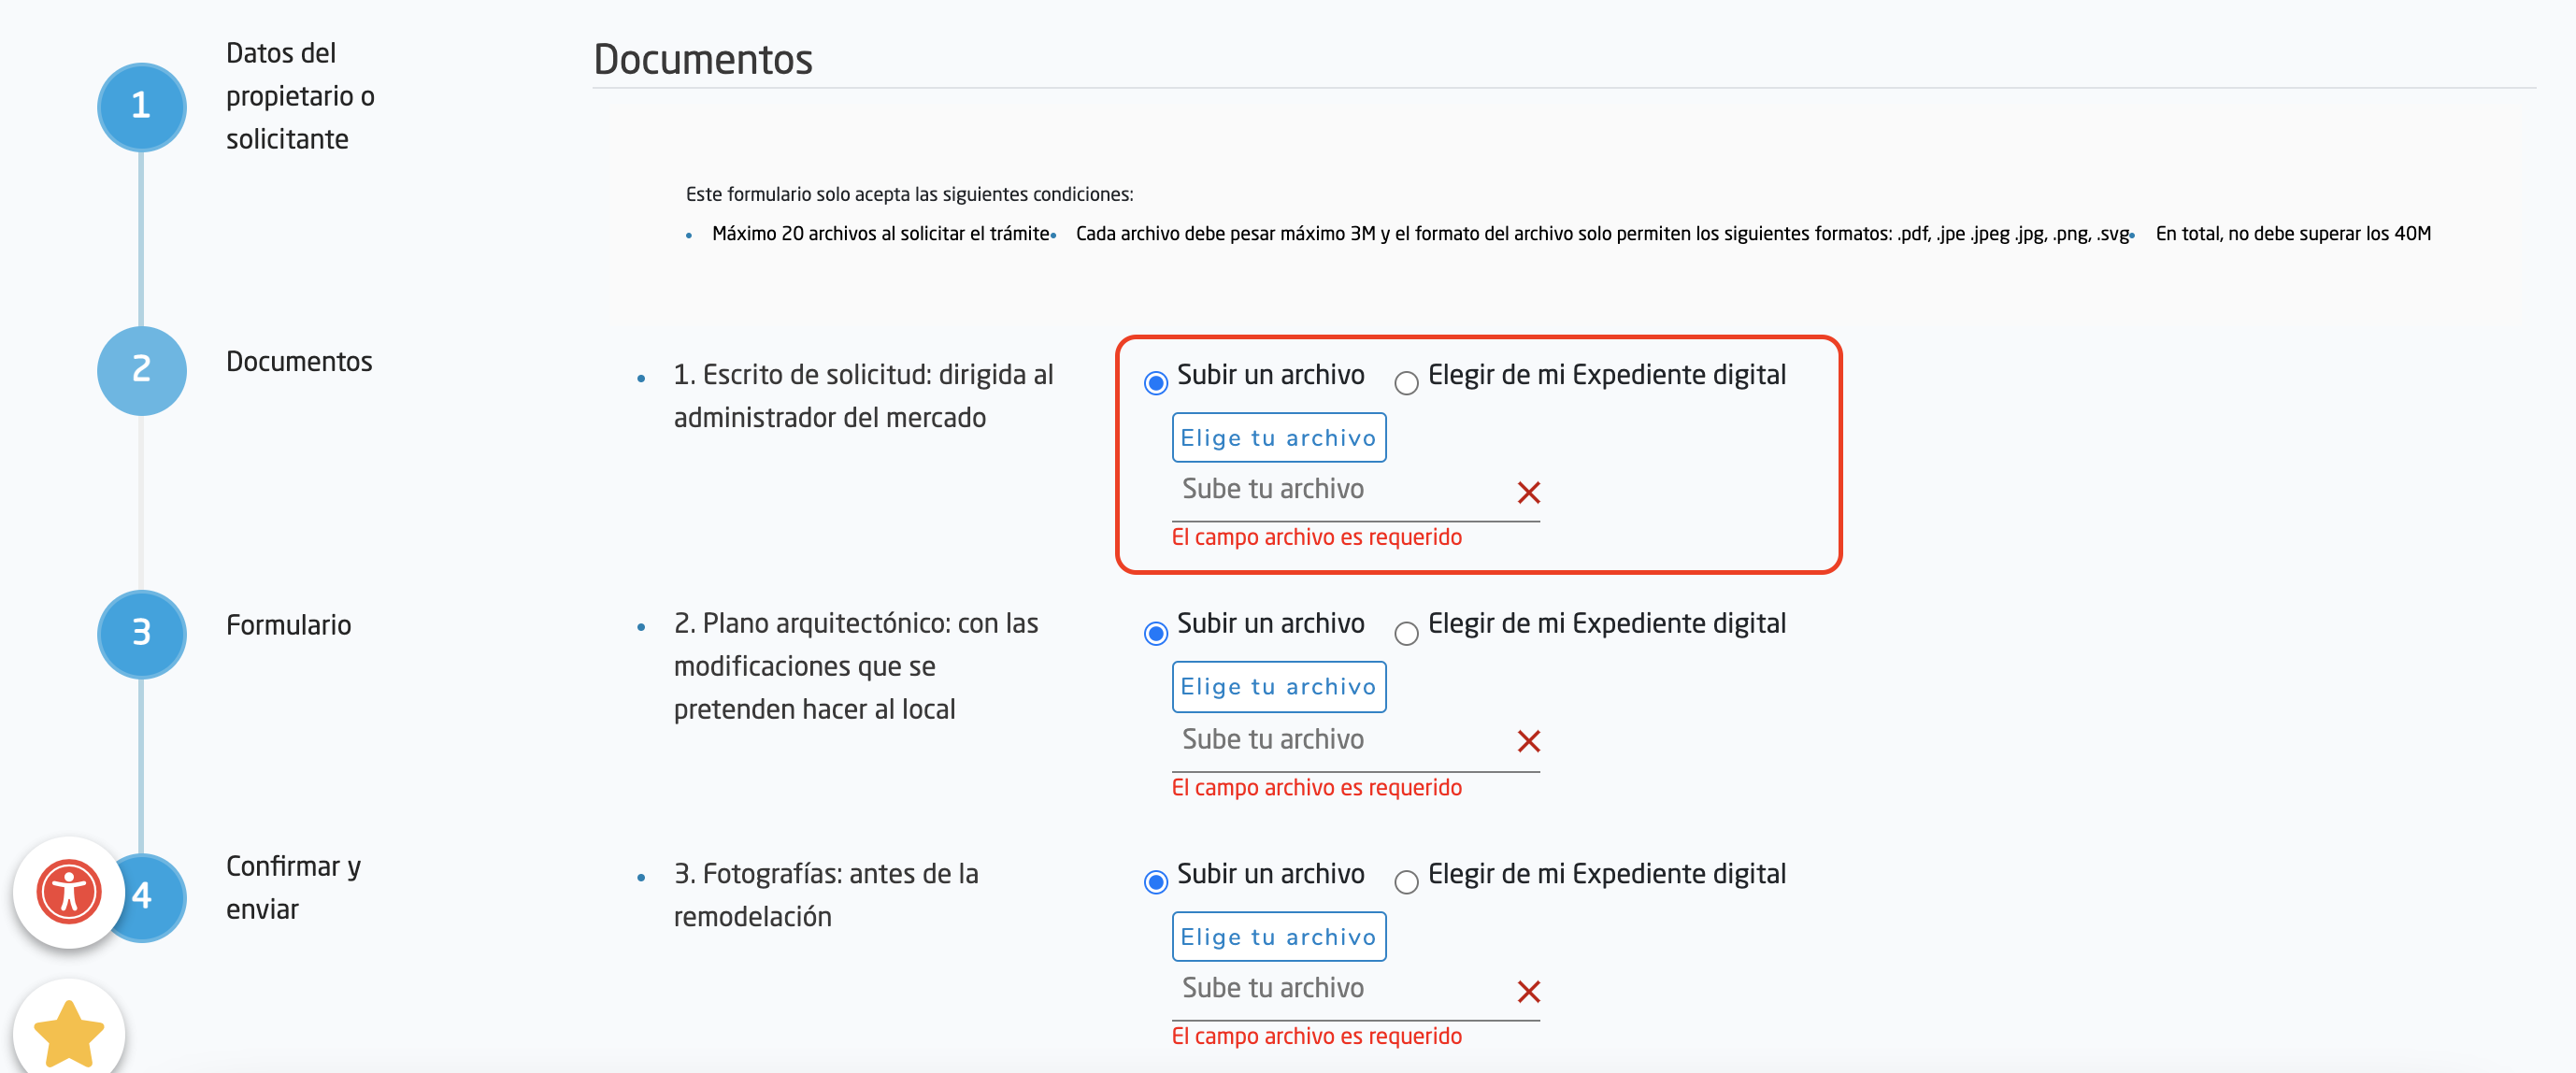 1
Datos del
propietario o
solicitante
2
Documentos
3
Formulario
4
Confirmar y
enviar
Documentos
Este formulario solo acepta las siguientes condiciones:
• Máximo 20 archivos al solicitar el trámite• Cada archivo debe pesar máximo 3M y el formato del archivo solo permiten los siguientes formatos: .pdf, .jpe .jpeg .jpg, .png, .svg• En total, no debe superar los 40M
• 1. Escrito de solicitud: dirigida al
administrador del mercado
Subir un archivo Elegir de mi Expediente digital
Elige tu archivo
Sube tu archivo
El campo archivo es requerido
• 2. Plano arquitectónico: con las
modificaciones que se
pretenden hacer al local
Subir un archivo Elegir de mi Expediente digital
Elige tu archivo
Sube tu archivo
El campo archivo es requerido
• 3. Fotografías: antes de la
remodelación
Subir un archivo Elegir de mi Expediente digital
Elige tu archivo
Sube tu archivo
El campo archivo es requerido